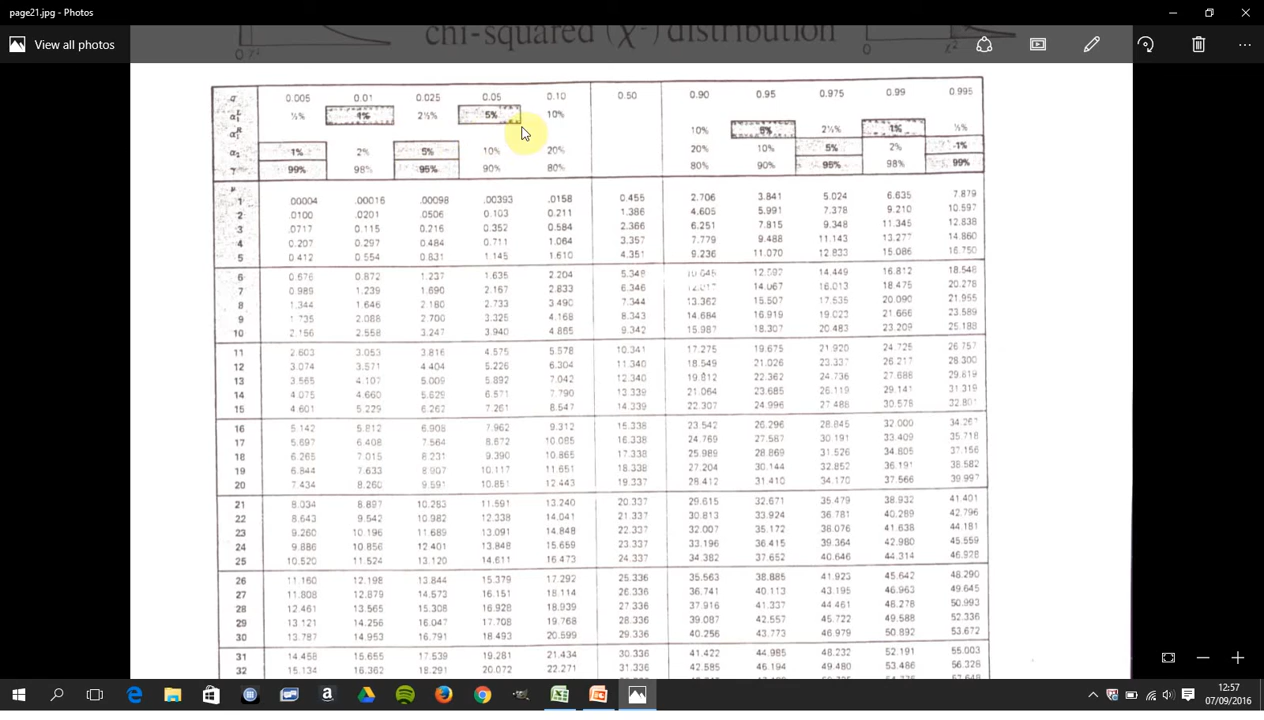 page21.jpg - Photos
View all photos
chi-squared (χ²) distribution
0 χ²
0 χ²
q 0.005 0.01 0.025 0.05 0.10 0.50 0.90 0.95 0.975 0.99 0.995
α₁ᴸ ½% 1% 2½% 5% 10%
α₁ᴿ 10% 5% 2½% 1% ½%
α₂ 1% 2% 5% 10% 20% 20% 10% 5% 2% 1%
γ 99% 98% 95% 90% 80% 80% 90% 95% 98% 99%
1 .00004 .00016 .00098 .00393 .0158 0.455 2.706 3.841 5.024 6.635 7.879
2 .0100 .0201 .0506 0.103 0.211 1.386 4.605 5.991 7.378 9.210 10.597
3 .0717 0.115 0.216 0.352 0.584 2.366 6.251 7.815 9.348 11.345 12.838
4 0.207 0.297 0.484 0.711 1.064 3.357 7.779 9.488 11.143 13.277 14.860
5 0.412 0.554 0.831 1.145 1.610 4.351 9.236 11.070 12.833 15.086 16.750
6 0.676 0.872 1.237 1.635 2.204 5.348 10.645 12.592 14.449 16.812 18.548
7 0.989 1.239 1.690 2.167 2.833 6.346 12.017 14.067 16.013 18.475 20.278
8 1.344 1.646 2.180 2.733 3.490 7.344 13.362 15.507 17.535 20.090 21.955
9 1.735 2.088 2.700 3.325 4.168 8.343 14.684 16.919 19.023 21.666 23.589
10 2.156 2.558 3.247 3.940 4.865 9.342 15.987 18.307 20.483 23.209 25.188
11 2.603 3.053 3.816 4.575 5.578 10.341 17.275 19.675 21.920 24.725 26.757
12 3.074 3.571 4.404 5.226 6.304 11.340 18.549 21.026 23.337 26.217 28.300
13 3.565 4.107 5.009 5.892 7.042 12.340 19.812 22.362 24.736 27.688 29.819
14 4.075 4.660 5.629 6.571 7.790 13.339 21.064 23.685 26.119 29.141 31.319
15 4.601 5.229 6.262 7.261 8.547 14.339 22.307 24.996 27.488 30.578 32.801
16 5.142 5.812 6.908 7.962 9.312 15.338 23.542 26.296 28.845 32.000 34.267
17 5.697 6.408 7.564 8.672 10.085 16.338 24.769 27.587 30.191 33.409 35.718
18 6.265 7.015 8.231 9.390 10.865 17.338 25.989 28.869 31.526 34.805 37.156
19 6.844 7.633 8.907 10.117 11.651 18.338 27.204 30.144 32.852 36.191 38.582
20 7.434 8.260 9.591 10.851 12.443 19.337 28.412 31.410 34.170 37.566 39.997
21 8.034 8.897 10.283 11.591 13.240 20.337 29.615 32.671 35.479 38.932 41.401
22 8.643 9.542 10.982 12.338 14.041 21.337 30.813 33.924 36.781 40.289 42.796
23 9.260 10.196 11.689 13.091 14.848 22.337 32.007 35.172 38.076 41.638 44.181
24 9.886 10.856 12.401 13.848 15.659 23.337 33.196 36.415 39.364 42.980 45.559
25 10.520 11.524 13.120 14.611 16.473 24.337 34.382 37.652 40.646 44.314 46.928
26 11.160 12.198 13.844 15.379 17.292 25.336 35.563 38.885 41.923 45.642 48.290
27 11.808 12.879 14.573 16.151 18.114 26.336 36.741 40.113 43.195 46.963 49.645
28 12.461 13.565 15.308 16.928 18.939 27.336 37.916 41.337 44.461 48.278 50.993
29 13.121 14.256 16.047 17.708 19.768 28.336 39.087 42.557 45.722 49.588 52.336
30 13.787 14.953 16.791 18.493 20.599 29.336 40.256 43.773 46.979 50.892 53.672
31 14.458 15.655 17.539 19.281 21.434 30.336 41.422 44.985 48.232 52.191 55.003
32 15.134 16.362 18.291 20.072 22.271 31.336 42.585 46.194 49.480 53.486 56.328
12:57
07/09/2016